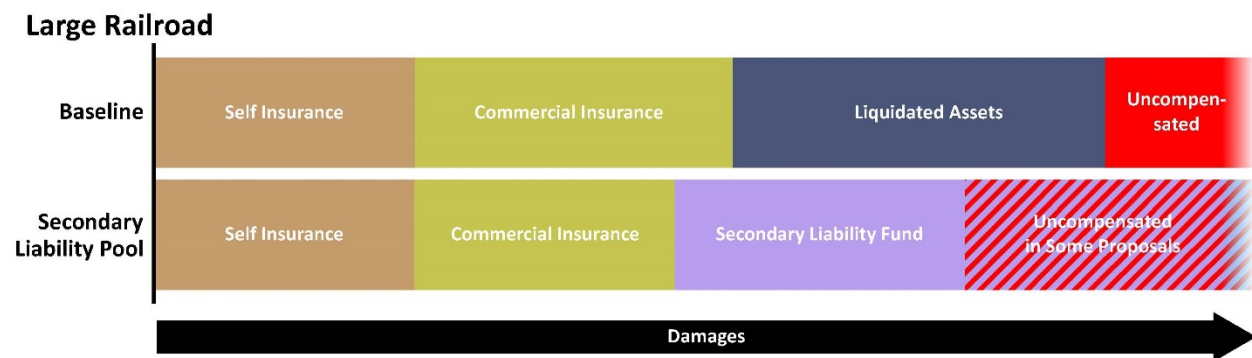 Large Railroad
Baseline
Self Insurance
Commercial Insurance
Liquidated Assets
Uncompen-
sated
Secondary
Liability Pool
Self Insurance
Commercial Insurance
Secondary Liability Fund
Uncompensated
in Some Proposals
Damages